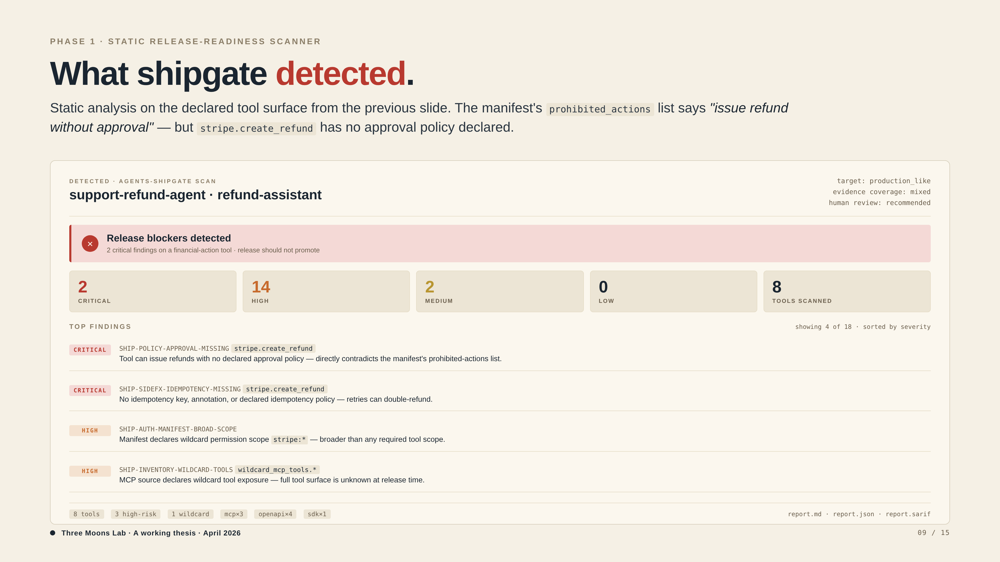 PHASE 1 · STATIC RELEASE-READINESS SCANNER
What shipgate detected.
Static analysis on the declared tool surface from the previous slide. The manifest's prohibited_actions list says "issue refund
without approval" — but stripe.create_refund has no approval policy declared.
DETECTED · AGENTS-SHIPGATE SCAN
support-refund-agent · refund-assistant
target: production_like
evidence coverage: mixed
human review: recommended
✕
Release blockers detected
2 critical findings on a financial-action tool · release should not promote
2
CRITICAL
14
HIGH
2
MEDIUM
0
LOW
8
TOOLS SCANNED
TOP FINDINGS
showing 4 of 18 · sorted by severity
CRITICAL
SHIP-POLICY-APPROVAL-MISSING stripe.create_refund
Tool can issue refunds with no declared approval policy — directly contradicts the manifest's prohibited-actions list.
CRITICAL
SHIP-SIDEFX-IDEMPOTENCY-MISSING stripe.create_refund
No idempotency key, annotation, or declared idempotency policy — retries can double-refund.
HIGH
SHIP-AUTH-MANIFEST-BROAD-SCOPE
Manifest declares wildcard permission scope stripe:* — broader than any required tool scope.
HIGH
SHIP-INVENTORY-WILDCARD-TOOLS wildcard_mcp_tools.*
MCP source declares wildcard tool exposure — full tool surface is unknown at release time.
8 tools 3 high-risk 1 wildcard mcp×3 openapi×4 sdk×1
report.md · report.json · report.sarif
Three Moons Lab · A working thesis · April 2026
09 / 15